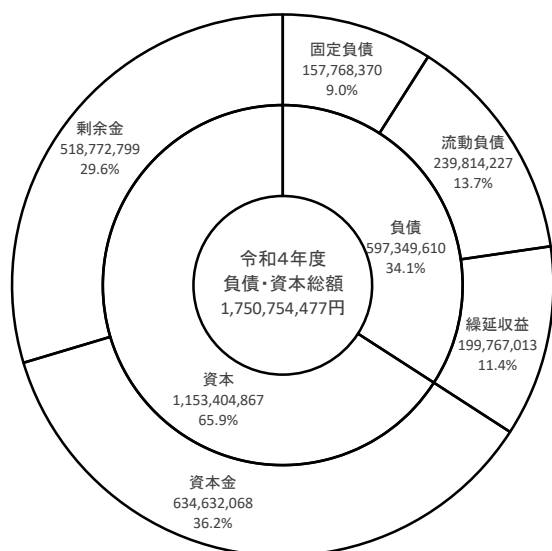 固定負債
157,768,370
9.0%
流動負債
239,814,227
13.7%
繰延収益
199,767,013
11.4%
資本金
634,632,068
36.2%
剰余金
518,772,799
29.6%
負債
597,349,610
34.1%
資本
1,153,404,867
65.9%
令和4年度
負債・資本総額
1,750,754,477円